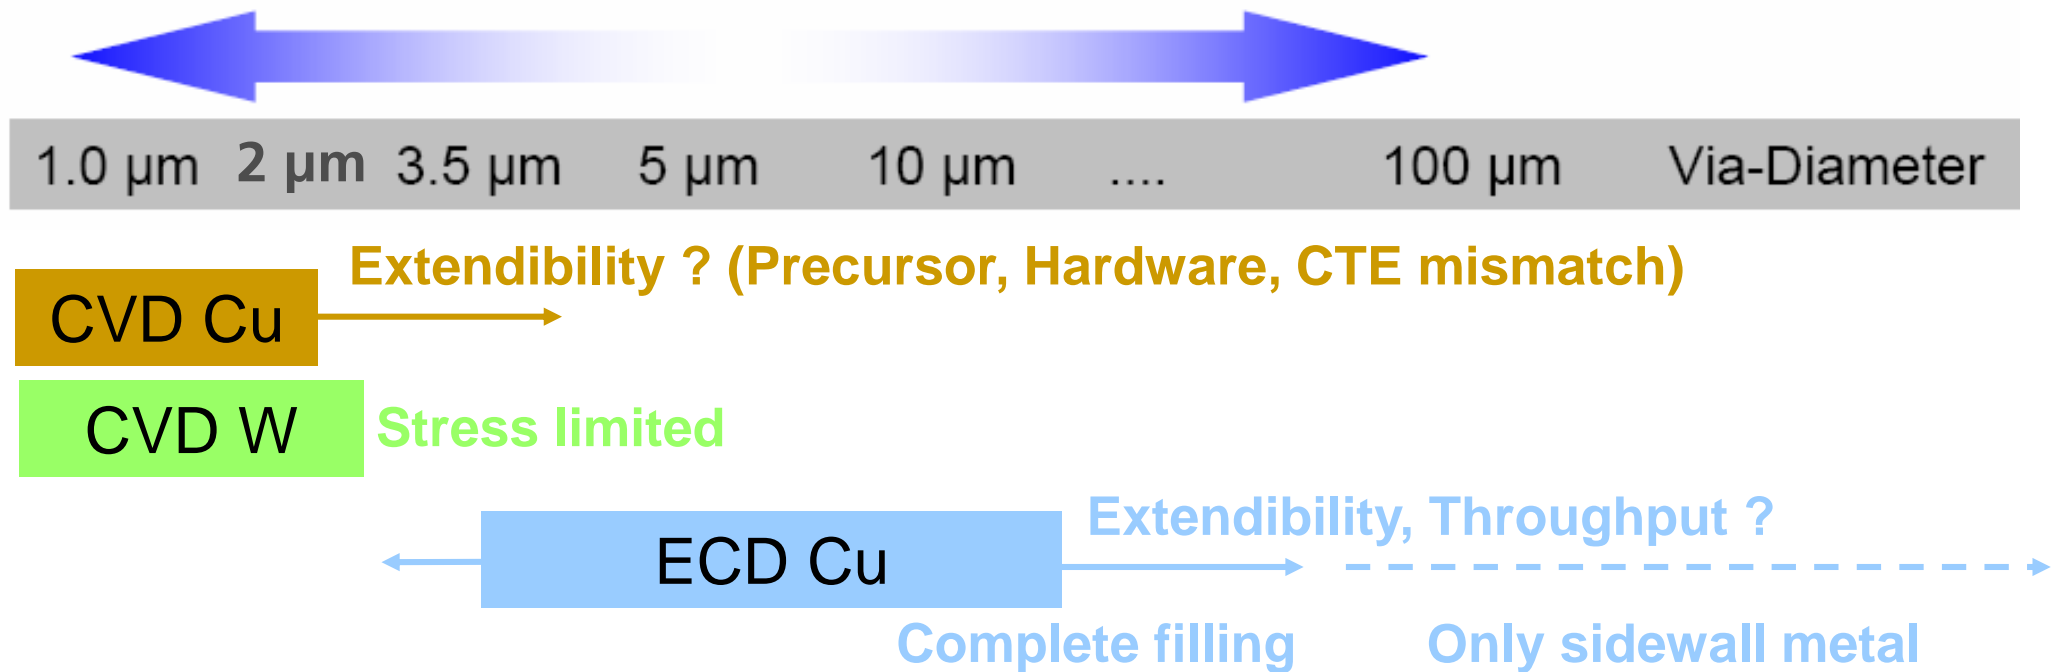 1.0 µm 2 µm 3.5 µm 5 µm 10 µm .... 100 µm Via-Diameter
Extendibility ? (Precursor, Hardware, CTE mismatch)
CVD Cu
CVD W
Stress limited
Extendibility, Throughput ?
ECD Cu
Complete filling
Only sidewall metal